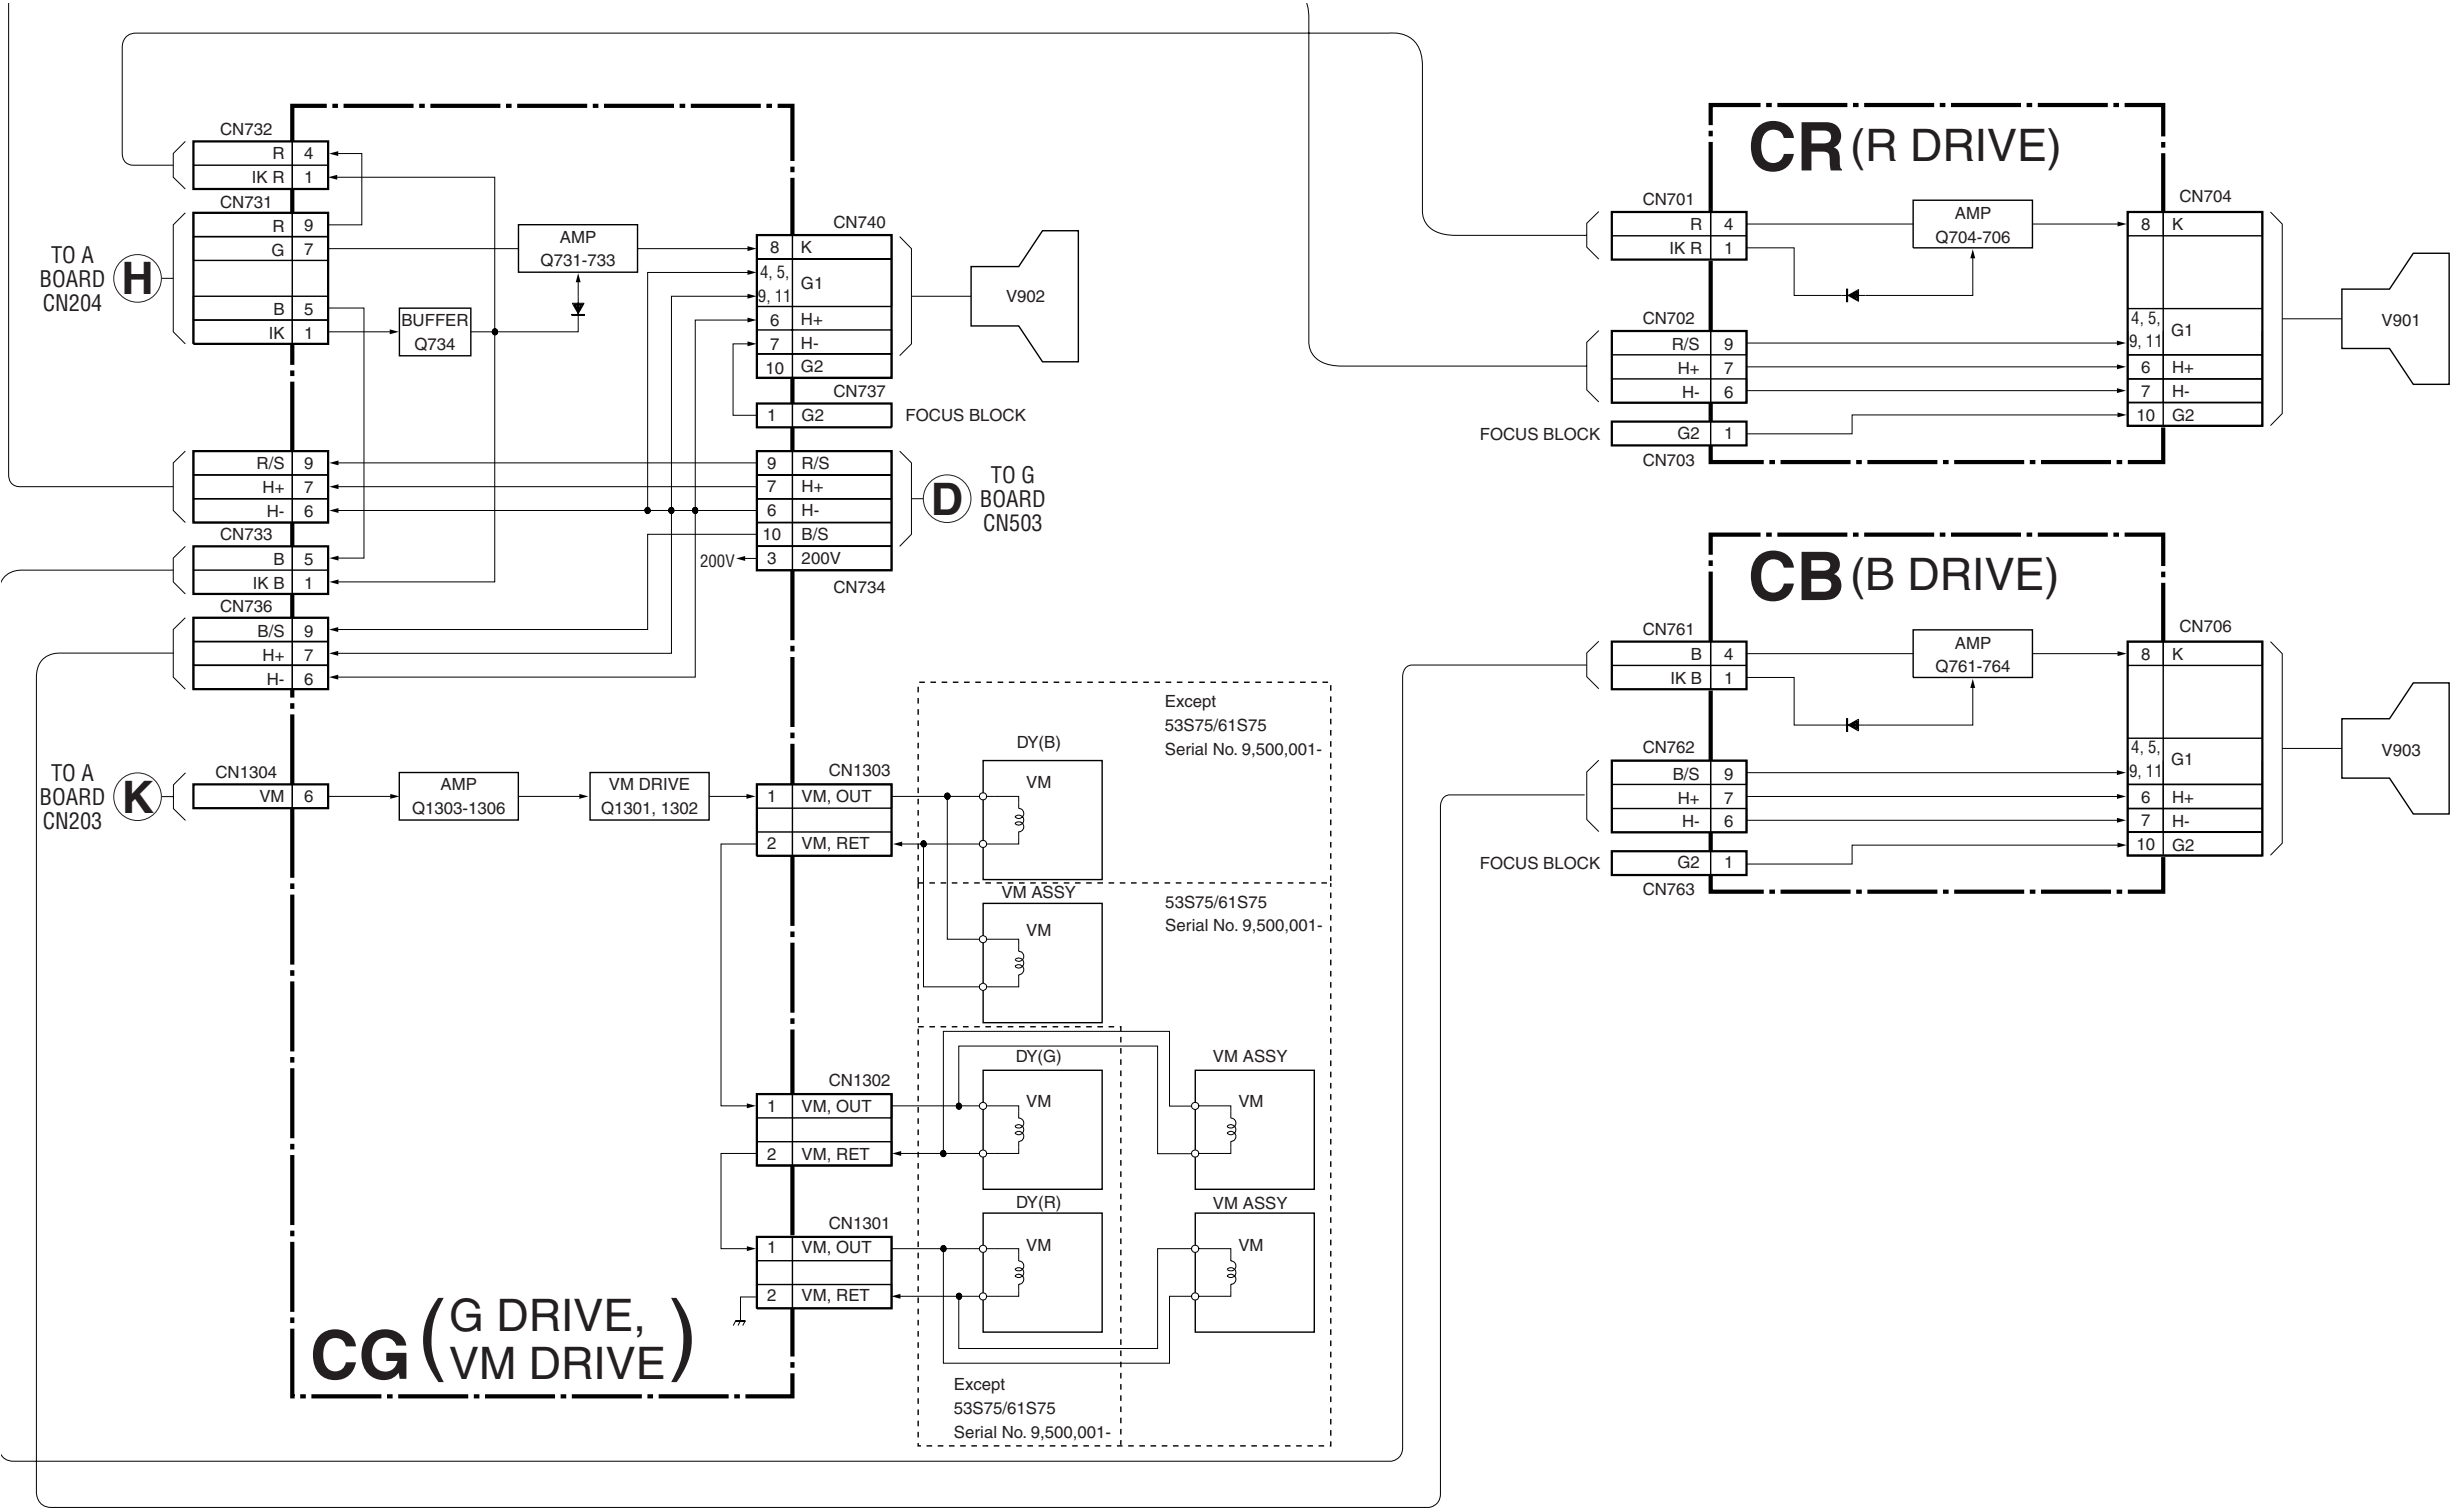 CN732
R 4
IK R 1
CN731
R 9
G 7
B 5
IK 1
TO A
BOARD
CN204
H
BUFFER
Q734
AMP
Q731-733
CN740
8 K
4, 5,
9, 11
G1
6 H+
7 H-
10 G2
V902
CN737
1 G2
FOCUS BLOCK
R/S 9
H+ 7
H- 6
9 R/S
7 H+
6 H-
10 B/S
200V
3 200V
CN734
D
TO G
BOARD
CN503
CN733
B 5
IK B 1
CN736
B/S 9
H+ 7
H- 6
TO A
BOARD
CN203
K
CN1304
VM 6
AMP
Q1303-1306
VM DRIVE
Q1301, 1302
CN1303
1 VM, OUT
2 VM, RET
Except
53S75/61S75
Serial No. 9,500,001-
DY(B)
VM
VM ASSY
VM
53S75/61S75
Serial No. 9,500,001-
CN1302
1 VM, OUT
2 VM, RET
DY(G)
VM
VM ASSY
VM
CN1301
1 VM, OUT
2 VM, RET
DY(R)
VM
VM ASSY
VM
Except
53S75/61S75
Serial No. 9,500,001-
CG (G DRIVE,
VM DRIVE)
CR (R DRIVE)
CN701
R 4
IK R 1
AMP
Q704-706
CN704
8 K
4, 5,
9, 11
G1
6 H+
7 H-
10 G2
CN702
R/S 9
H+ 7
H- 6
FOCUS BLOCK
G2 1
CN703
V901
CB (B DRIVE)
CN761
B 4
IK B 1
AMP
Q761-764
CN706
8 K
4, 5,
9, 11
G1
6 H+
7 H-
10 G2
CN762
B/S 9
H+ 7
H- 6
FOCUS BLOCK
G2 1
CN763
V903